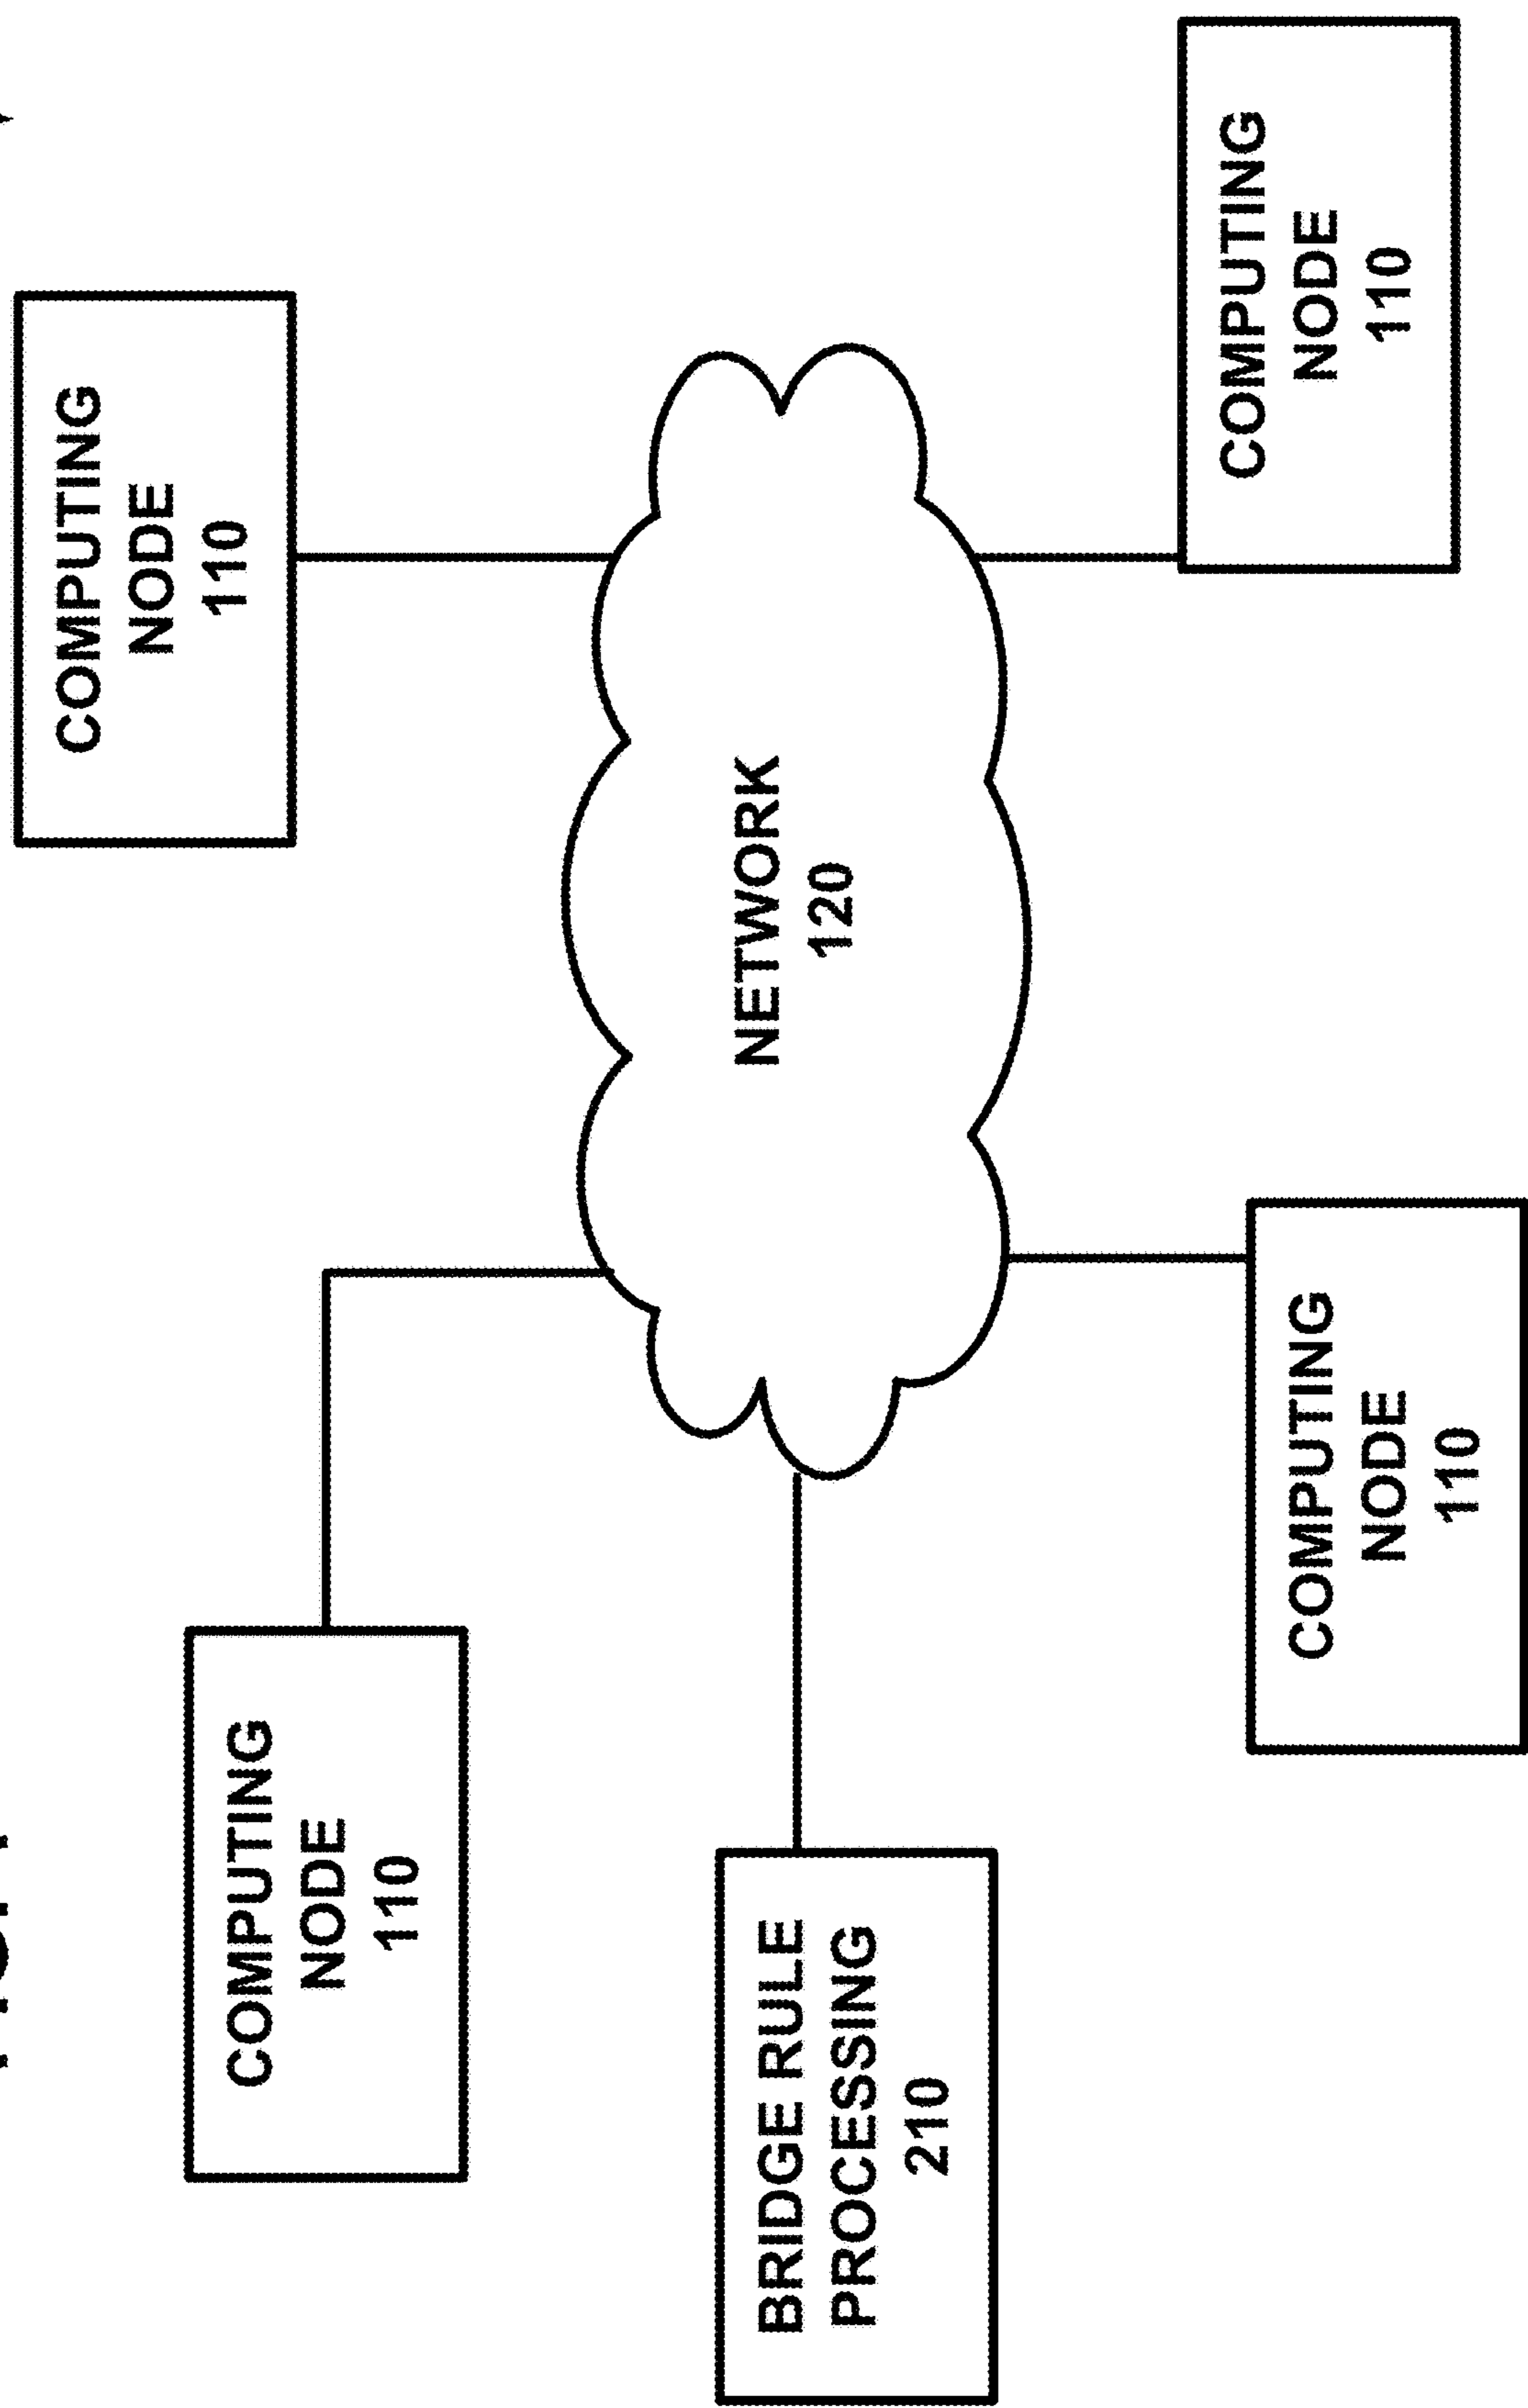 COMPUTING
NODE
110
COMPUTING
NODE
110
NETWORK
120
BRIDGE RULE
PROCESSING
210
COMPUTING
NODE
110
COMPUTING
NODE
110